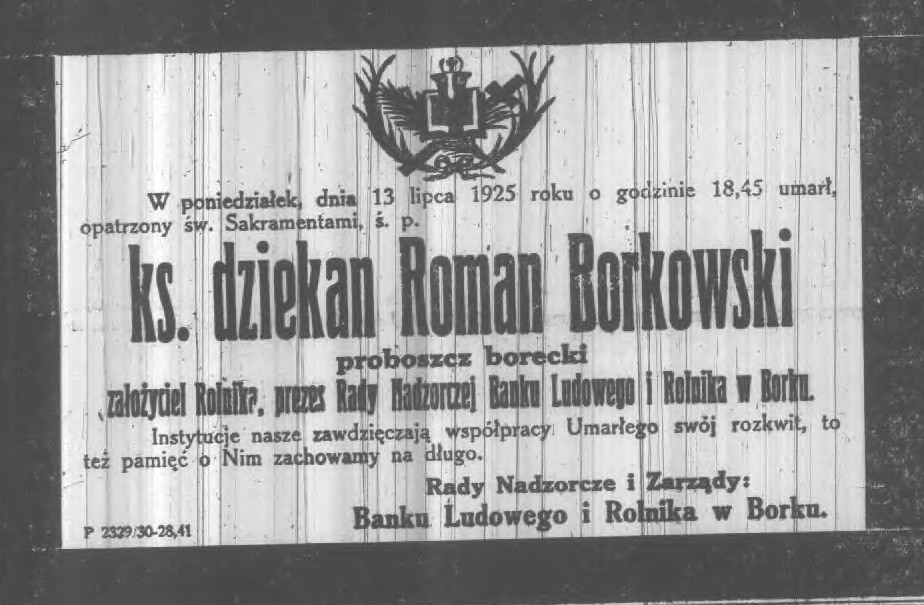 W poniedziałek, dnia 13 lipca 1925 roku o godzinie 18,45 umarł,
opatrzony św. Sakramentami, ś. p.
ks. dziekan Roman Borkowski
proboszcz borecki
założyciel Rolnika, prezes Rady Nadzorczej Banku Ludowego i Rolnika w Borku.
Instytucje nasze zawdzięczają współpracy Umarłego swój rozkwit, to
też pamięć o Nim zachowamy na długo.
Rady Nadzorcze i Zarządy:
Banku Ludowego i Rolnika w Borku.
P 2329/30-28,41